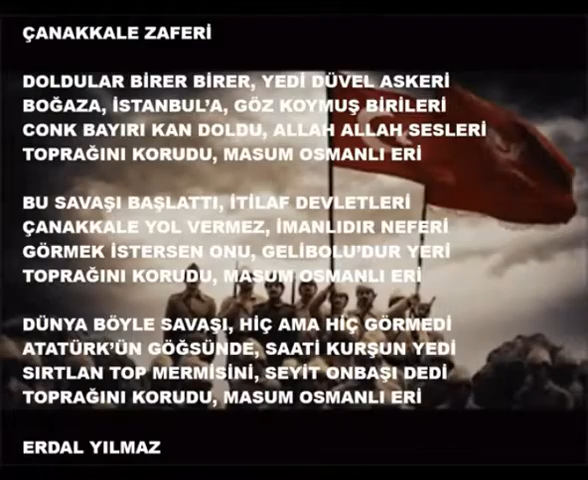 ÇANAKKALE ZAFERİ
DOLDULAR BİRER BİRER, YEDİ DÜVEL ASKERİ
BOĞAZA, İSTANBUL'A, GÖZ KOYMUŞ BİRİLERİ
CONK BAYIRI KAN DOLDU, ALLAH ALLAH SESLERİ
TOPRAĞINI KORUDU, MASUM OSMANLI ERİ
BU SAVAŞI BAŞLATTI, İTİLAF DEVLETLERİ
ÇANAKKALE YOL VERMEZ, İMANLIDIR NEFERİ
GÖRMEK İSTERSEN ONU, GELİBOLU'DUR YERİ
TOPRAĞINI KORUDU, MASUM OSMANLI ERİ
DÜNYA BÖYLE SAVAŞI, HİÇ AMA HİÇ GÖRMEDİ
ATATÜRK'ÜN GÖĞSÜNDE, SAATİ KURŞUN YEDİ
SIRTLAN TOP MERMİSİNİ, SEYİT ONBAŞI DEDİ
TOPRAĞINI KORUDU, MASUM OSMANLI ERİ
ERDAL YILMAZ